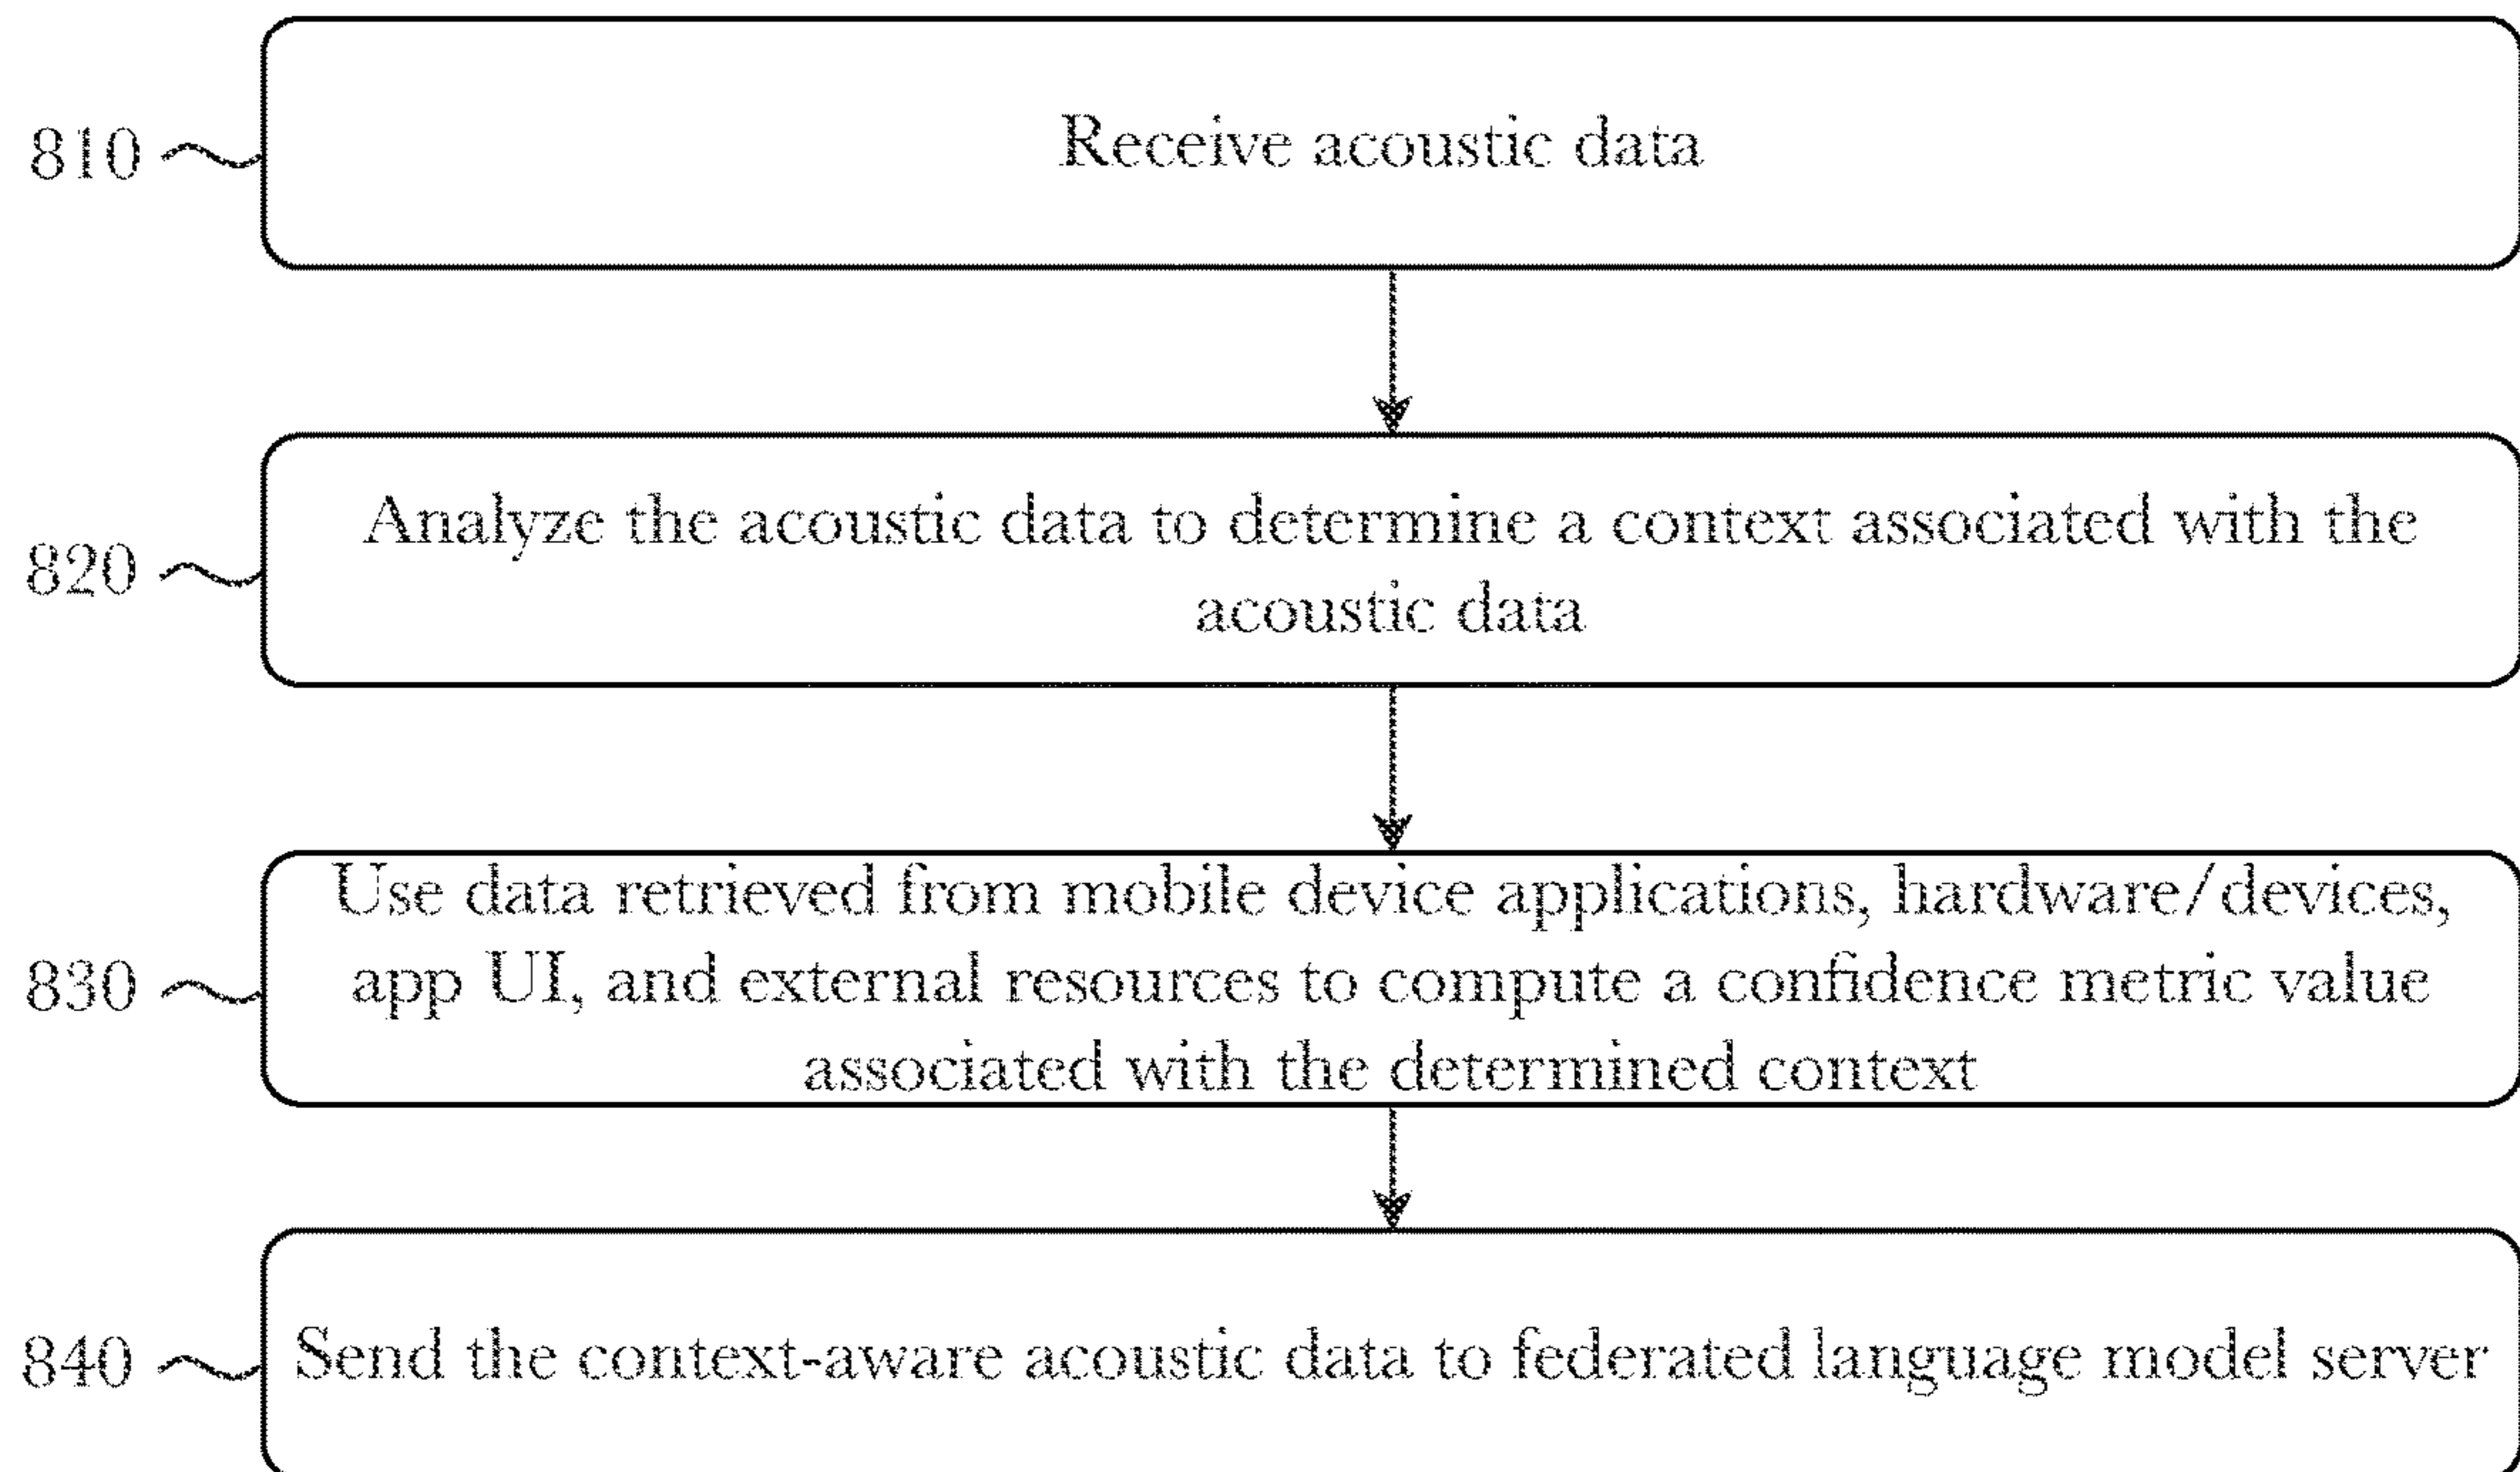 810
Receive acoustic data
820
Analyze the acoustic data to determine a context associated with the
acoustic data
830
Use data retrieved from mobile device applications, hardware/devices,
app UI, and external resources to compute a confidence metric value
associated with the determined context
840
Send the context-aware acoustic data to federated language model server